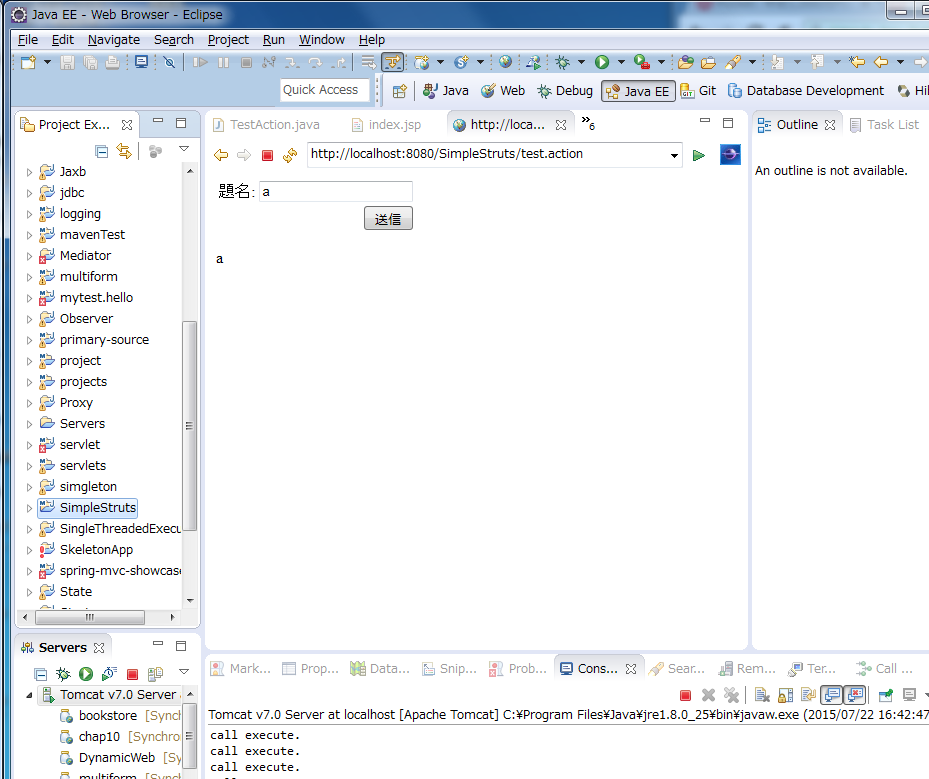 Java EE - Web Browser - Eclipse
File Edit Navigate Search Project Run Window Help
Quick Access
Java Web Debug Java EE Git Database Development Hil
Project Ex...
Jaxb
jdbc
logging
mavenTest
Mediator
multiform
mytest.hello
Observer
primary-source
project
projects
Proxy
Servers
servlet
servlets
simgleton
SimpleStruts
SingleThreadedExecu
SkeletonApp
spring-mvc-showcase
State
TestAction.java index.jsp http://loca... »6
http://localhost:8080/SimpleStruts/test.action
題名: a
送信
a
Outline Task List
An outline is not available.
Servers
Tomcat v7.0 Server
bookstore [Synch
chap10 [Synchro
DynamicWeb [Sy
multiform [Synch
Mark... Prop... Data... Snip... Prob... Cons... Sear... Rem... Ter... Call ...
Tomcat v7.0 Server at localhost [Apache Tomcat] C:¥Program Files¥Java¥jre1.8.0_25¥bin¥javaw.exe (2015/07/22 16:42:47
call execute.
call execute.
call execute.